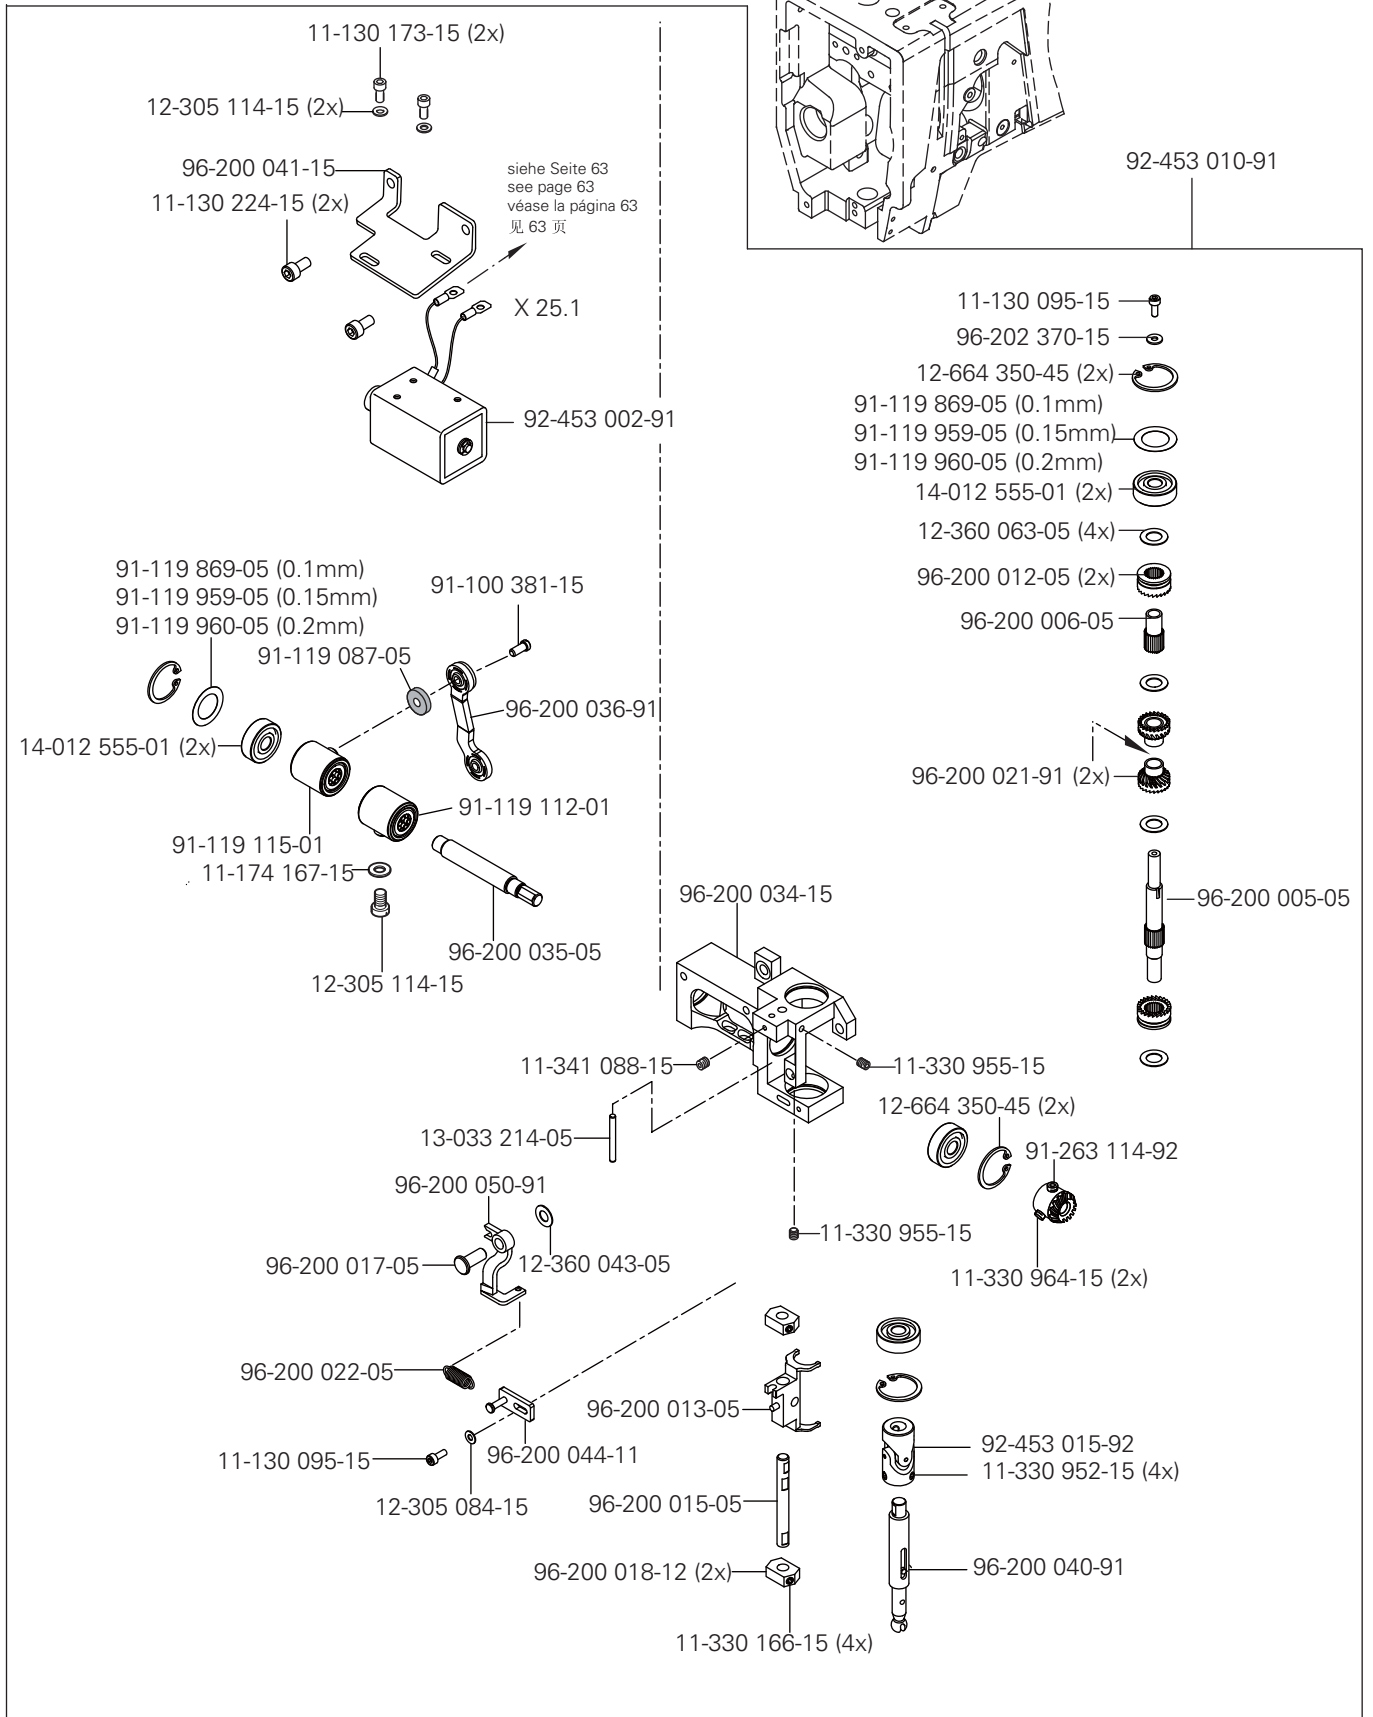 11-130 173-15 (2x)
12-305 114-15 (2x)
96-200 041-15
11-130 224-15 (2x)
siehe Seite 63
see page 63
véase la página 63
见 63 页
X 25.1
92-453 002-91
92-453 010-91
11-130 095-15
96-202 370-15
12-664 350-45 (2x)
91-119 869-05 (0.1mm)
91-119 959-05 (0.15mm)
91-119 960-05 (0.2mm)
14-012 555-01 (2x)
12-360 063-05 (4x)
96-200 012-05 (2x)
96-200 006-05
96-200 021-91 (2x)
96-200 005-05
91-119 869-05 (0.1mm)
91-119 959-05 (0.15mm)
91-119 960-05 (0.2mm)
91-100 381-15
91-119 087-05
96-200 036-91
14-012 555-01 (2x)
91-119 112-01
91-119 115-01
11-174 167-15
96-200 035-05
12-305 114-15
96-200 034-15
11-341 088-15
11-330 955-15
12-664 350-45 (2x)
13-033 214-05
91-263 114-92
96-200 050-91
11-330 955-15
96-200 017-05
12-360 043-05
11-330 964-15 (2x)
96-200 022-05
96-200 013-05
96-200 044-11
11-130 095-15
12-305 084-15
92-453 015-92
11-330 952-15 (4x)
96-200 015-05
96-200 018-12 (2x)
96-200 040-91
11-330 166-15 (4x)